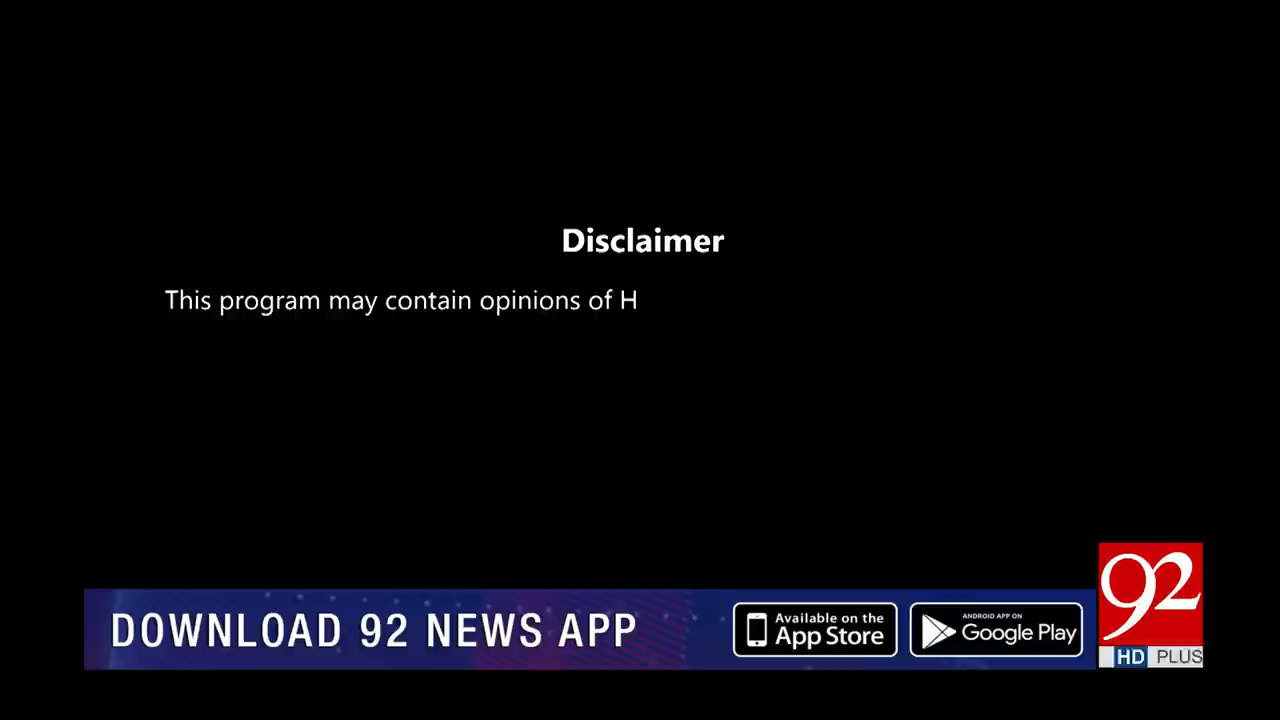 Disclaimer
This program may contain opinions of H
DOWNLOAD 92 NEWS APP
Available on the
App Store
ANDROID APP ON
Google Play
92
HD PLUS